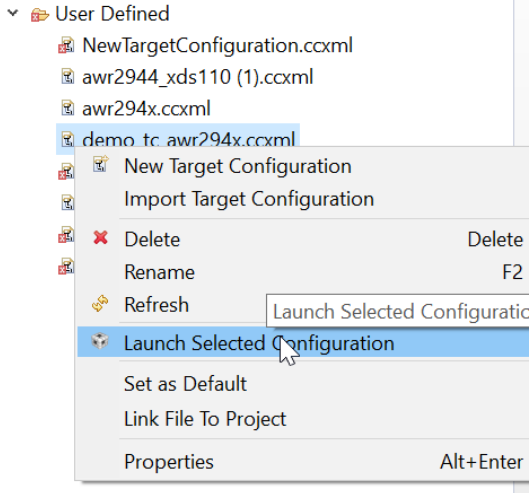 User Defined
NewTargetConfiguration.ccxml
awr2944_xds110 (1).ccxml
awr294x.ccxml
demo_tc_awr294x.ccxml
New Target Configuration
Import Target Configuration
Delete Delete
Rename F2
Refresh
Launch Selected Configuratio
Launch Selected Configuration
Set as Default
Link File To Project
Properties Alt+Enter